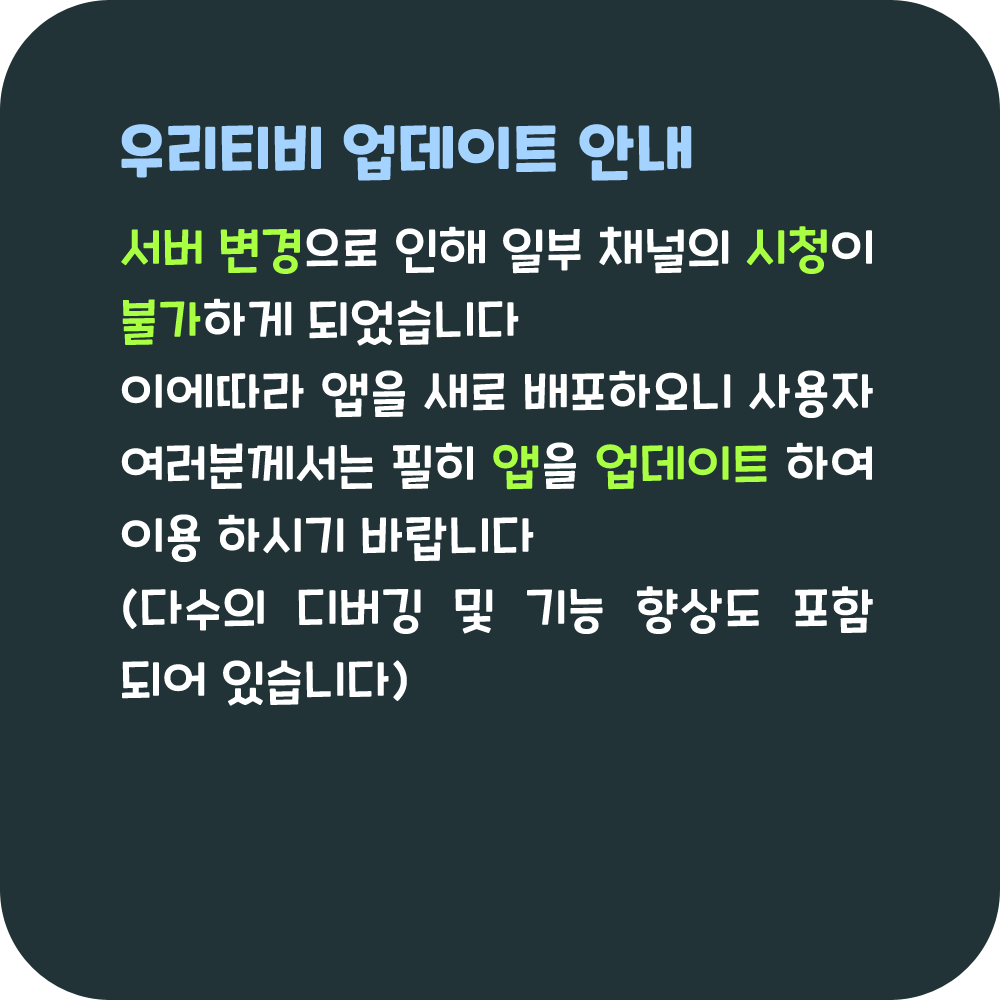 우리티비 업데이트 안내
서버 변경으로 인해 일부 채널의 시청이
불가하게 되었습니다
이에따라 앱을 새로 배포하오니 사용자
여러분께서는 필히 앱을 업데이트 하여
이용 하시기 바랍니다
(다수의 디버깅 및 기능 향상도 포함
되어 있습니다)